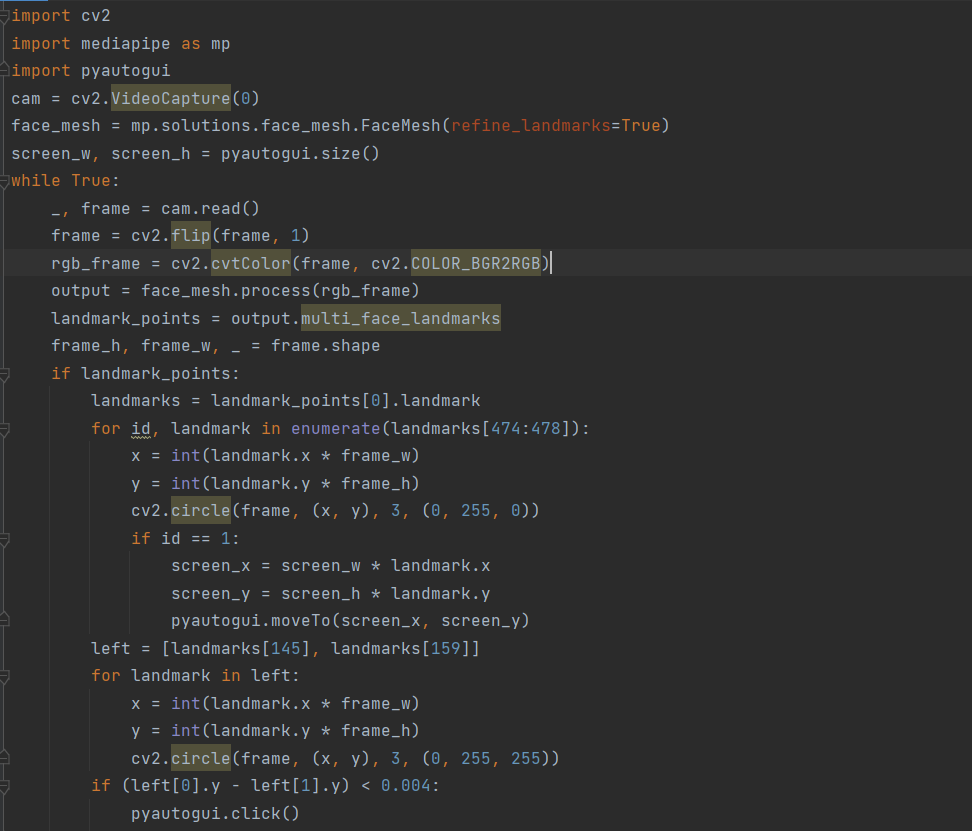 import cv2
import mediapipe as mp
import pyautogui
cam = cv2.VideoCapture(0)
face_mesh = mp.solutions.face_mesh.FaceMesh(refine_landmarks=True)
screen_w, screen_h = pyautogui.size()
while True:
    _, frame = cam.read()
    frame = cv2.flip(frame, 1)
    rgb_frame = cv2.cvtColor(frame, cv2.COLOR_BGR2RGB)
    output = face_mesh.process(rgb_frame)
    landmark_points = output.multi_face_landmarks
    frame_h, frame_w, _ = frame.shape
    if landmark_points:
        landmarks = landmark_points[0].landmark
        for id, landmark in enumerate(landmarks[474:478]):
            x = int(landmark.x * frame_w)
            y = int(landmark.y * frame_h)
            cv2.circle(frame, (x, y), 3, (0, 255, 0))
            if id == 1:
                screen_x = screen_w * landmark.x
                screen_y = screen_h * landmark.y
                pyautogui.moveTo(screen_x, screen_y)
        left = [landmarks[145], landmarks[159]]
        for landmark in left:
            x = int(landmark.x * frame_w)
            y = int(landmark.y * frame_h)
            cv2.circle(frame, (x, y), 3, (0, 255, 255))
        if (left[0].y - left[1].y) < 0.004:
            pyautogui.click()